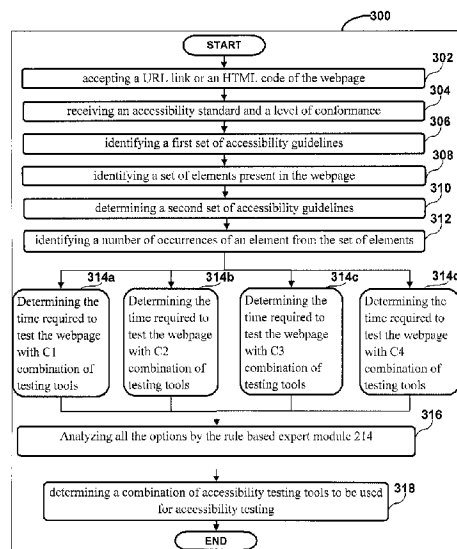 300
START
302
accepting a URL link or an HTML code of the webpage
304
receiving an accessibility standard and a level of conformance
306
identifying a first set of accessibility guidelines
308
identifying a set of elements present in the webpage
310
determining a second set of accessibility guidelines
312
identifying a number of occurrences of an element from the set of elements
314a
Determining the
time required to
test the webpage
with C1
combination of
testing tools
314b
Determining the
time required to
test the webpage
with C2
combination of
testing tools
314c
Determining the
time required to
test the webpage
with C3
combination of
testing tools
314d
Determining the
time required to
test the webpage
with C4
combination of
testing tools
316
Analyzing all the options by the rule based expert module 214
318
determining a combination of accessibility testing tools to be used
for accessibility testing
END